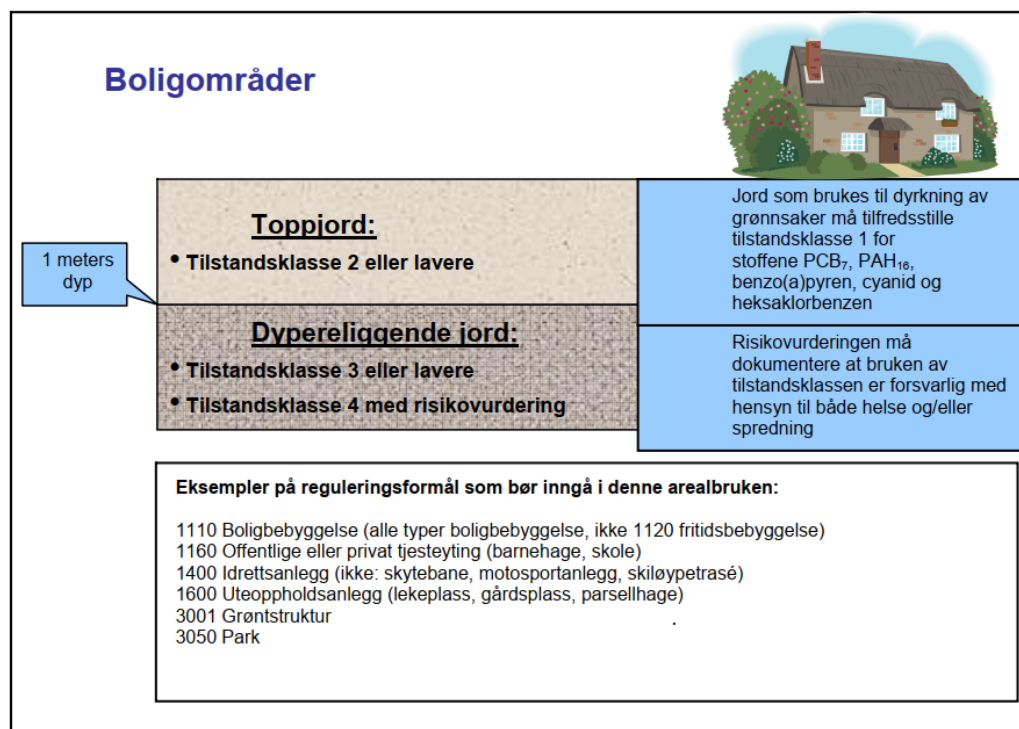 Boligområder
Toppjord:
• Tilstandsklasse 2 eller lavere
Jord som brukes til dyrkning av
grønnsaker må tilfredsstille
tilstandsklasse 1 for
stoffene PCB₇, PAH₁₆,
benzo(a)pyren, cyanid og
heksaklorbenzen
1 meters
dyp
Dypereliggende jord:
• Tilstandsklasse 3 eller lavere
• Tilstandsklasse 4 med risikovurdering
Risikovurderingen må
dokumentere at bruken av
tilstandsklassen er forsvarlig med
hensyn til både helse og/eller
spredning
Eksempler på reguleringsformål som bør inngå i denne arealbruken:
1110 Boligbebyggelse (alle typer boligbebyggelse, ikke 1120 fritidsbebyggelse)
1160 Offentlige eller privat tjesteyting (barnehage, skole)
1400 Idrettsanlegg (ikke: skytebane, motosportanlegg, skiløypetrasé)
1600 Uteoppholdsanlegg (lekeplass, gårdsplass, parsellhage)
3001 Grøntstruktur
3050 Park